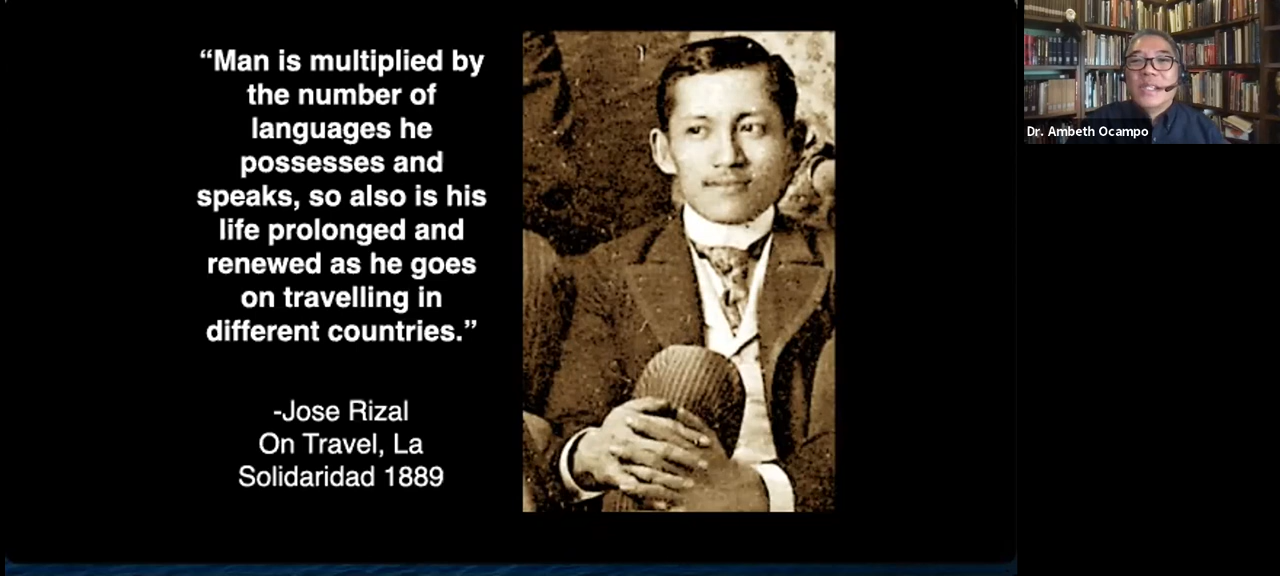 “Man is multiplied by
the number of
languages he
possesses and
speaks, so also is his
life prolonged and
renewed as he goes
on travelling in
different countries.”
-Jose Rizal
On Travel, La
Solidaridad 1889
Dr. Ambeth Ocampo